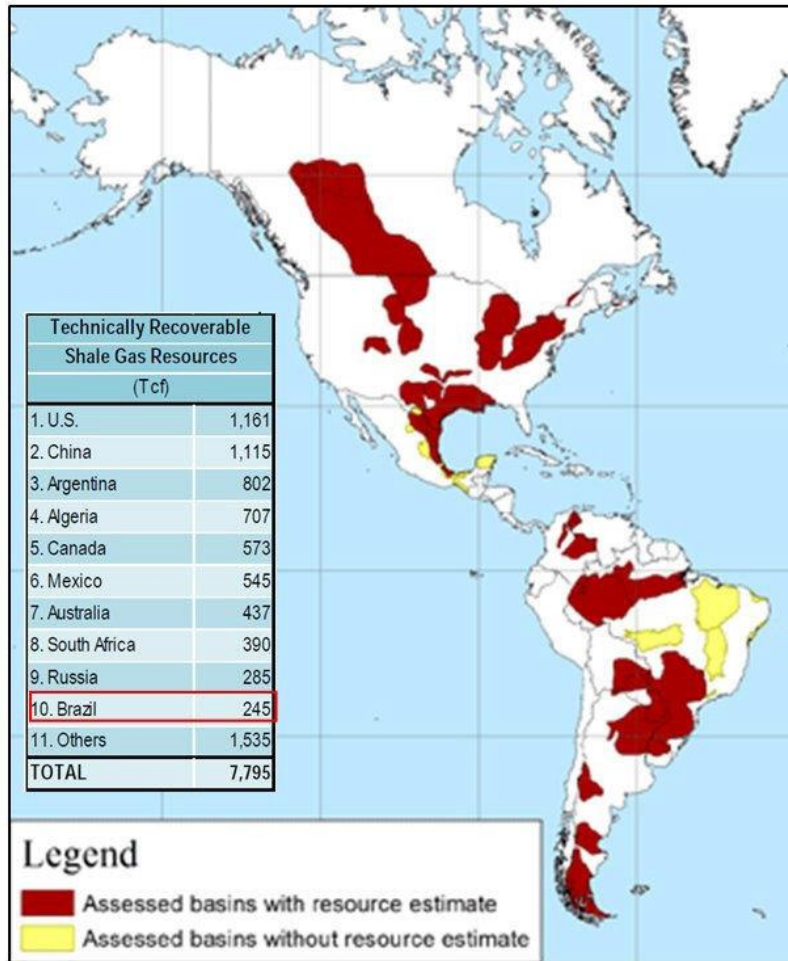 Technically Recoverable
Shale Gas Resources
(Tcf)
1. U.S. 1,161
2. China 1,115
3. Argentina 802
4. Algeria 707
5. Canada 573
6. Mexico 545
7. Australia 437
8. South Africa 390
9. Russia 285
10. Brazil 245
11. Others 1,535
TOTAL 7,795
Legend
Assessed basins with resource estimate
Assessed basins without resource estimate